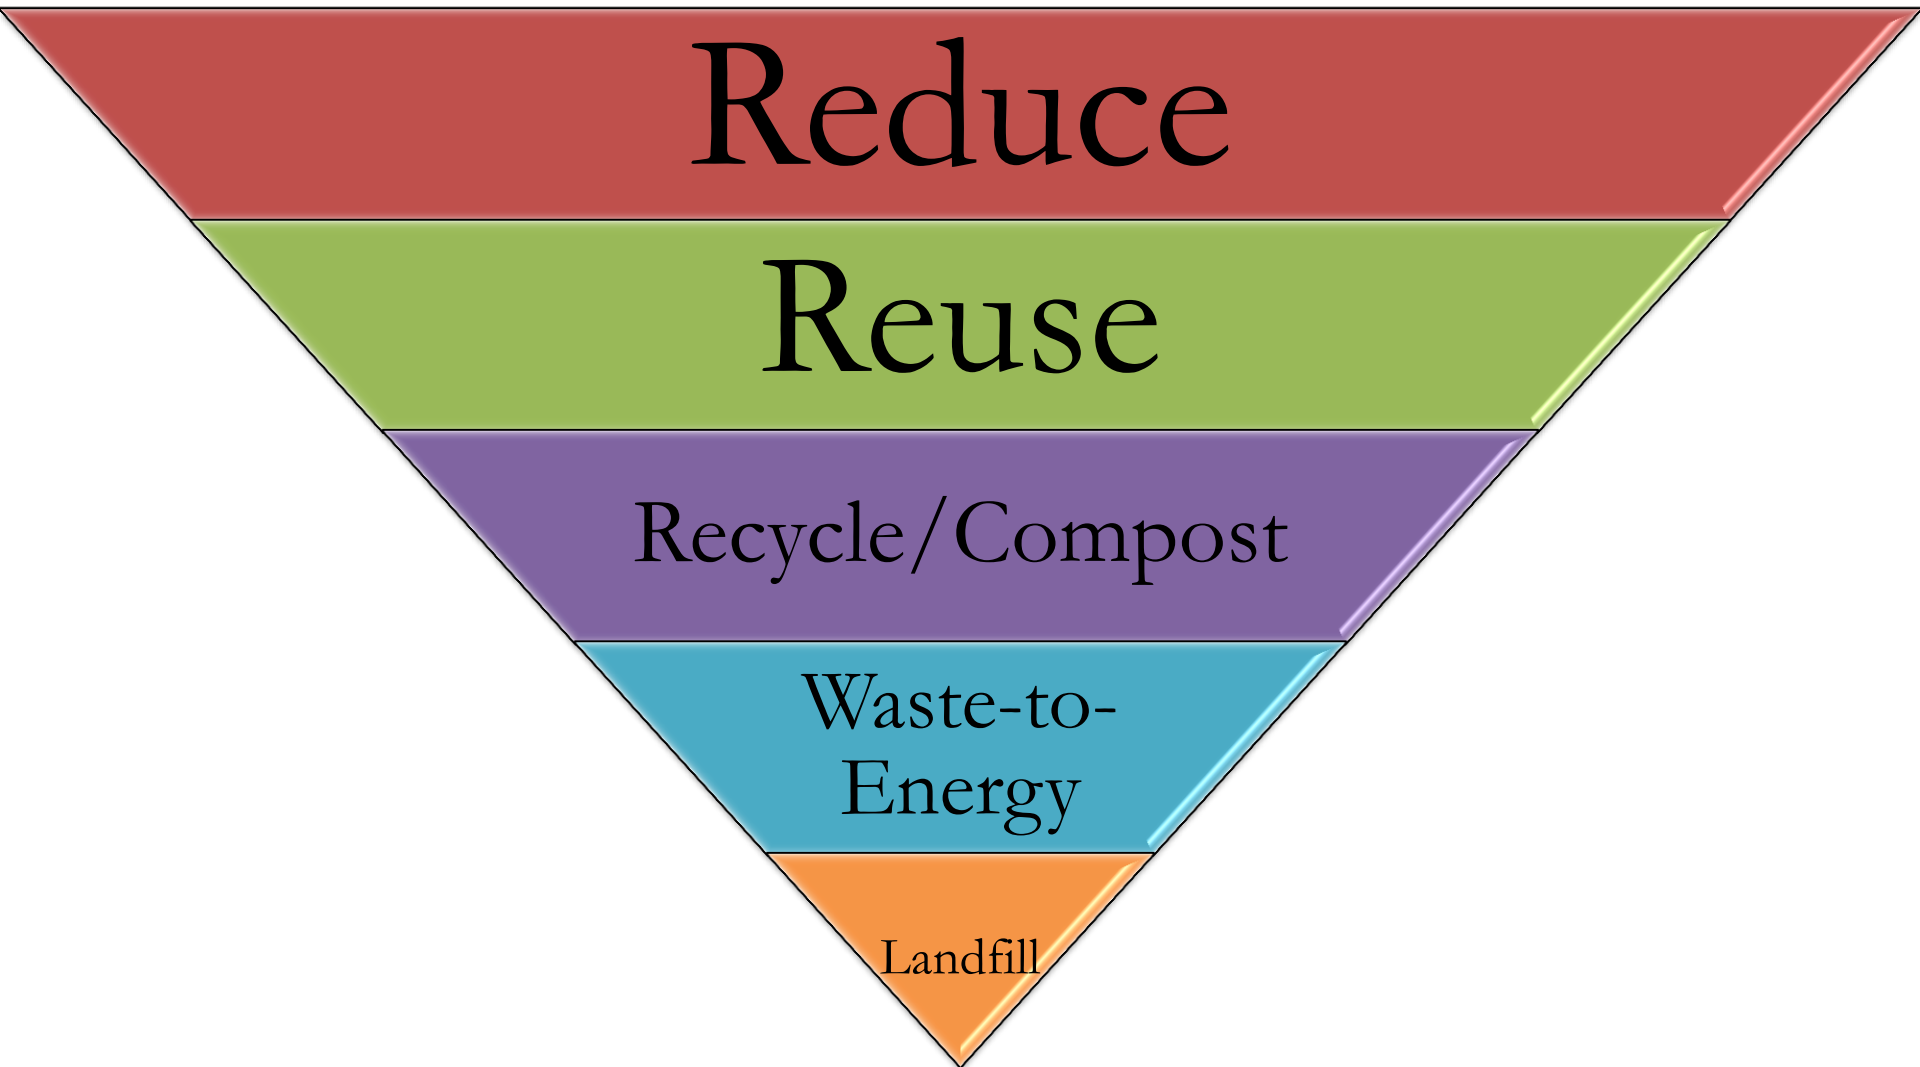 Reduce
Reuse
Recycle/Compost
Waste-to-
Energy
Landfill